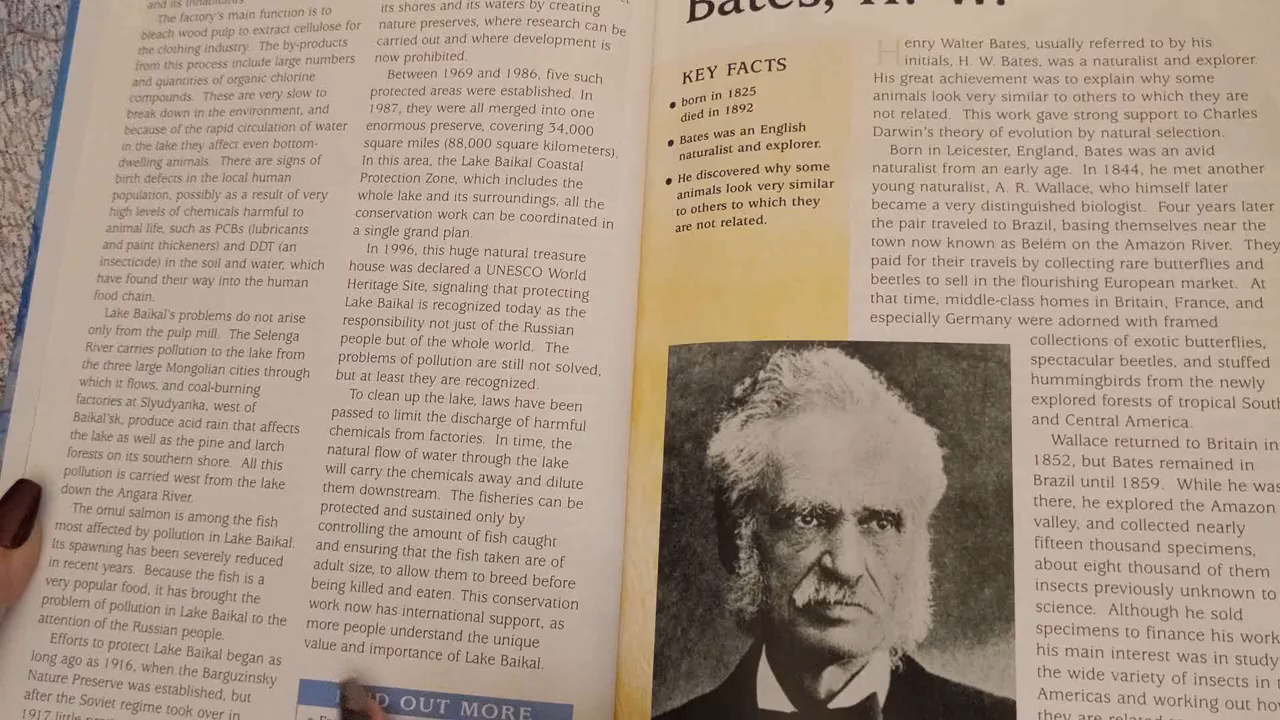 and its inhabitants.
The factory's main function is to
bleach wood pulp to extract cellulose for
the clothing industry. The by-products
from this process include large numbers
and quantities of organic chlorine
compounds. These are very slow to
break down in the environment, and
because of the rapid circulation of water
in the lake they affect even bottom-
dwelling animals. There are signs of
birth defects in the local human
population, possibly as a result of very
high levels of chemicals harmful to
animal life, such as PCBs (lubricants
and paint thickeners) and DDT (an
insecticide) in the soil and water, which
have found their way into the human
food chain.
Lake Baikal's problems do not arise
only from the pulp mill. The Selenga
River carries pollution to the lake from
the three large Mongolian cities through
which it flows, and coal-burning
factories at Slyudyanka, west of
Baikal'sk, produce acid rain that affects
the lake as well as the pine and larch
forests on its southern shore. All this
pollution is carried west from the lake
down the Angara River.
The omul salmon is among the fish
most affected by pollution in Lake Baikal.
Its spawning has been severely reduced
in recent years. Because the fish is a
very popular food, it has brought the
problem of pollution in Lake Baikal to the
attention of the Russian people.
Efforts to protect Lake Baikal began as
long ago as 1916, when the Barguzinsky
Nature Preserve was established, but
after the Soviet regime took over in
1917 little
its shores and its waters by creating
nature preserves, where research can be
carried out and where development is
now prohibited.
Between 1969 and 1986, five such
protected areas were established. In
1987, they were all merged into one
enormous preserve, covering 34,000
square miles (88,000 square kilometers).
In this area, the Lake Baikal Coastal
Protection Zone, which includes the
whole lake and its surroundings, all the
conservation work can be coordinated in
a single grand plan.
In 1996, this huge natural treasure
house was declared a UNESCO World
Heritage Site, signaling that protecting
Lake Baikal is recognized today as the
responsibility not just of the Russian
people but of the whole world. The
problems of pollution are still not solved,
but at least they are recognized.
To clean up the lake, laws have been
passed to limit the discharge of harmful
chemicals from factories. In time, the
natural flow of water through the lake
will carry the chemicals away and dilute
them downstream. The fisheries can be
protected and sustained only by
controlling the amount of fish caught
and ensuring that the fish taken are of
adult size, to allow them to breed before
being killed and eaten. This conservation
work now has international support, as
more people understand the unique
value and importance of Lake Baikal.
OUT MORE
Bates, H. W.
KEY FACTS
• born in 1825
died in 1892
• Bates was an English
naturalist and explorer.
• He discovered why some
animals look very similar
to others to which they
are not related.
Henry Walter Bates, usually referred to by his
initials, H. W. Bates, was a naturalist and explorer.
His great achievement was to explain why some
animals look very similar to others to which they are
not related. This work gave strong support to Charles
Darwin's theory of evolution by natural selection.
Born in Leicester, England, Bates was an avid
naturalist from an early age. In 1844, he met another
young naturalist, A. R. Wallace, who himself later
became a very distinguished biologist. Four years later
the pair traveled to Brazil, basing themselves near the
town now known as Belém on the Amazon River. They
paid for their travels by collecting rare butterflies and
beetles to sell in the flourishing European market. At
that time, middle-class homes in Britain, France, and
especially Germany were adorned with framed
collections of exotic butterflies,
spectacular beetles, and stuffed
hummingbirds from the newly
explored forests of tropical South
and Central America.
Wallace returned to Britain in
1852, but Bates remained in
Brazil until 1859. While he was
there, he explored the Amazon
valley, and collected nearly
fifteen thousand specimens,
about eight thousand of them
insects previously unknown to
science. Although he sold
specimens to finance his work
his main interest was in study
the wide variety of insects in
Americas and working out ho
they are related